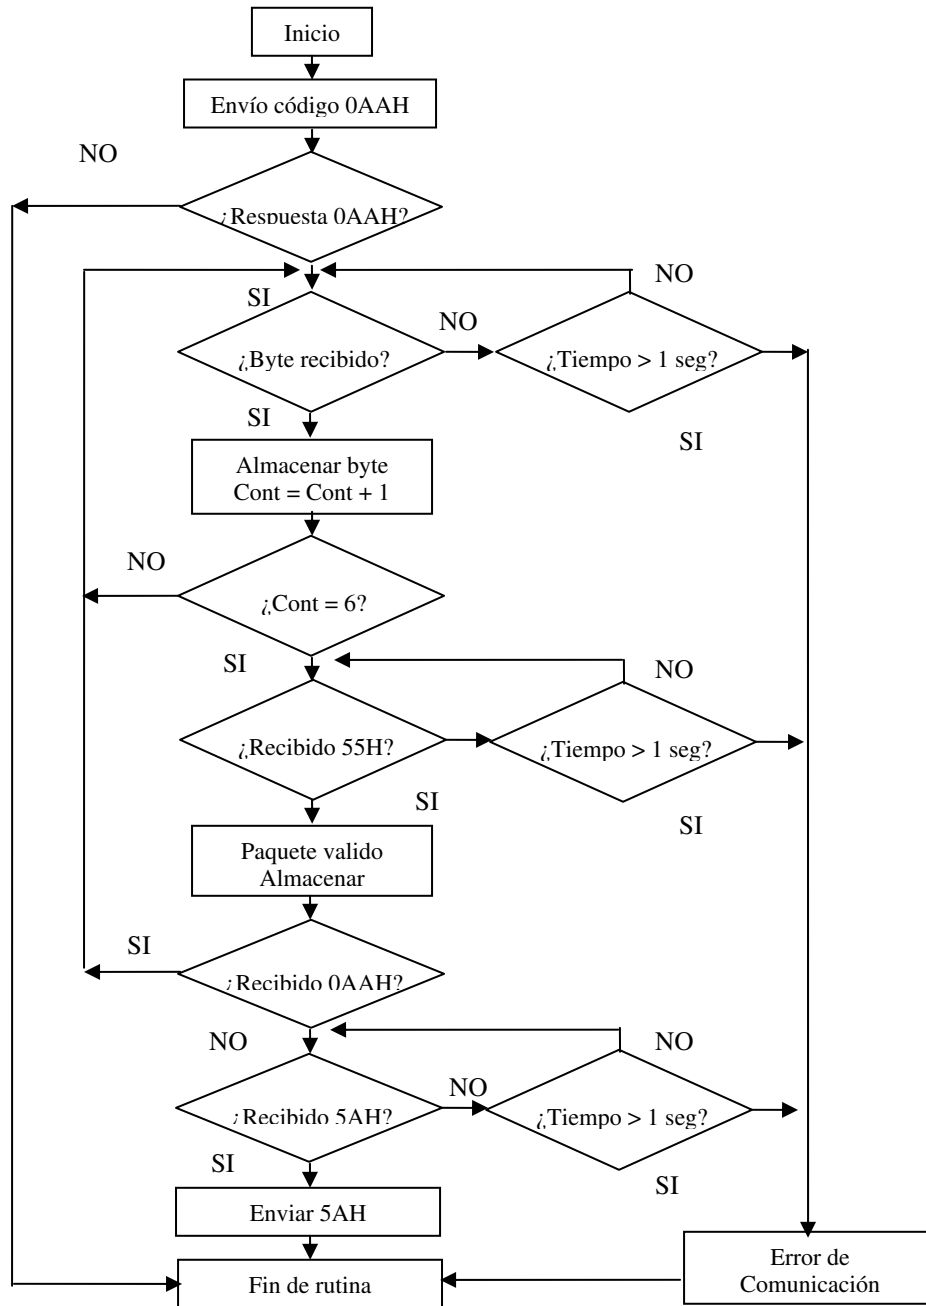 Inicio
Envío código 0AAH
NO
¿Respuesta 0AAH?
NO
SI
NO
¿Byte recibido?
¿Tiempo > 1 seg?
SI
SI
Almacenar byte
Cont = Cont + 1
NO
¿Cont = 6?
SI
NO
¿Recibido 55H?
¿Tiempo > 1 seg?
SI
SI
Paquete valido
Almacenar
SI
¿Recibido 0AAH?
NO
NO
NO
¿Recibido 5AH?
¿Tiempo > 1 seg?
SI
SI
Enviar 5AH
Error de
Comunicación
Fin de rutina